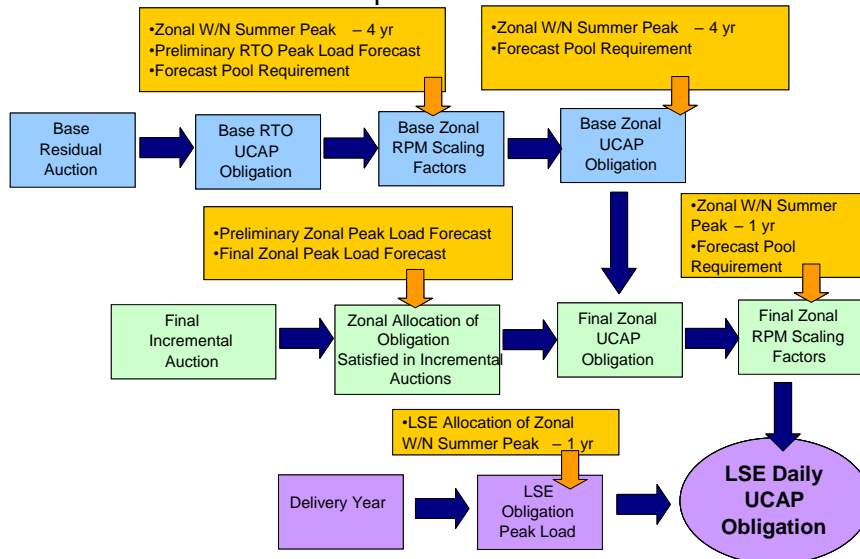 •Zonal W/N Summer Peak – 4 yr
•Preliminary RTO Peak Load Forecast
•Forecast Pool Requirement
•Zonal W/N Summer Peak – 4 yr
•Forecast Pool Requirement
Base
Residual
Auction
Base RTO
UCAP
Obligation
Base Zonal
RPM Scaling
Factors
Base Zonal
UCAP
Obligation
•Preliminary Zonal Peak Load Forecast
•Final Zonal Peak Load Forecast
•Zonal W/N Summer
Peak – 1 yr
•Forecast Pool
Requirement
Final
Incremental
Auction
Zonal Allocation of
Obligation
Satisfied in Incremental
Auctions
Final Zonal
UCAP
Obligation
Final Zonal
RPM Scaling
Factors
•LSE Allocation of Zonal
W/N Summer Peak – 1 yr
Delivery Year
LSE
Obligation
Peak Load
LSE Daily
UCAP
Obligation